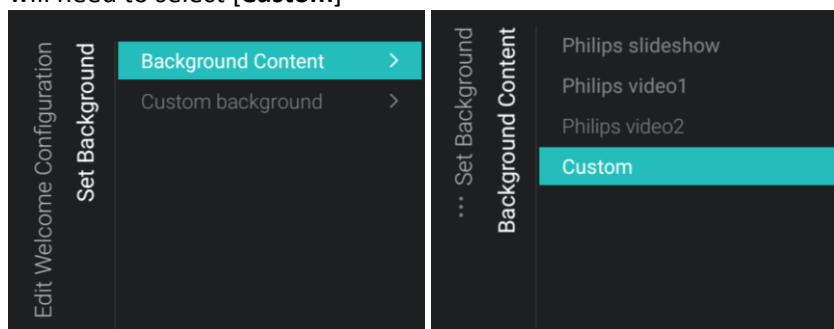 will need to select [Custom]
Edit Welcome Configuration
Set Background
Background Content >
Custom background >
... Set Background
Background Content
Philips slideshow
Philips video1
Philips video2
Custom